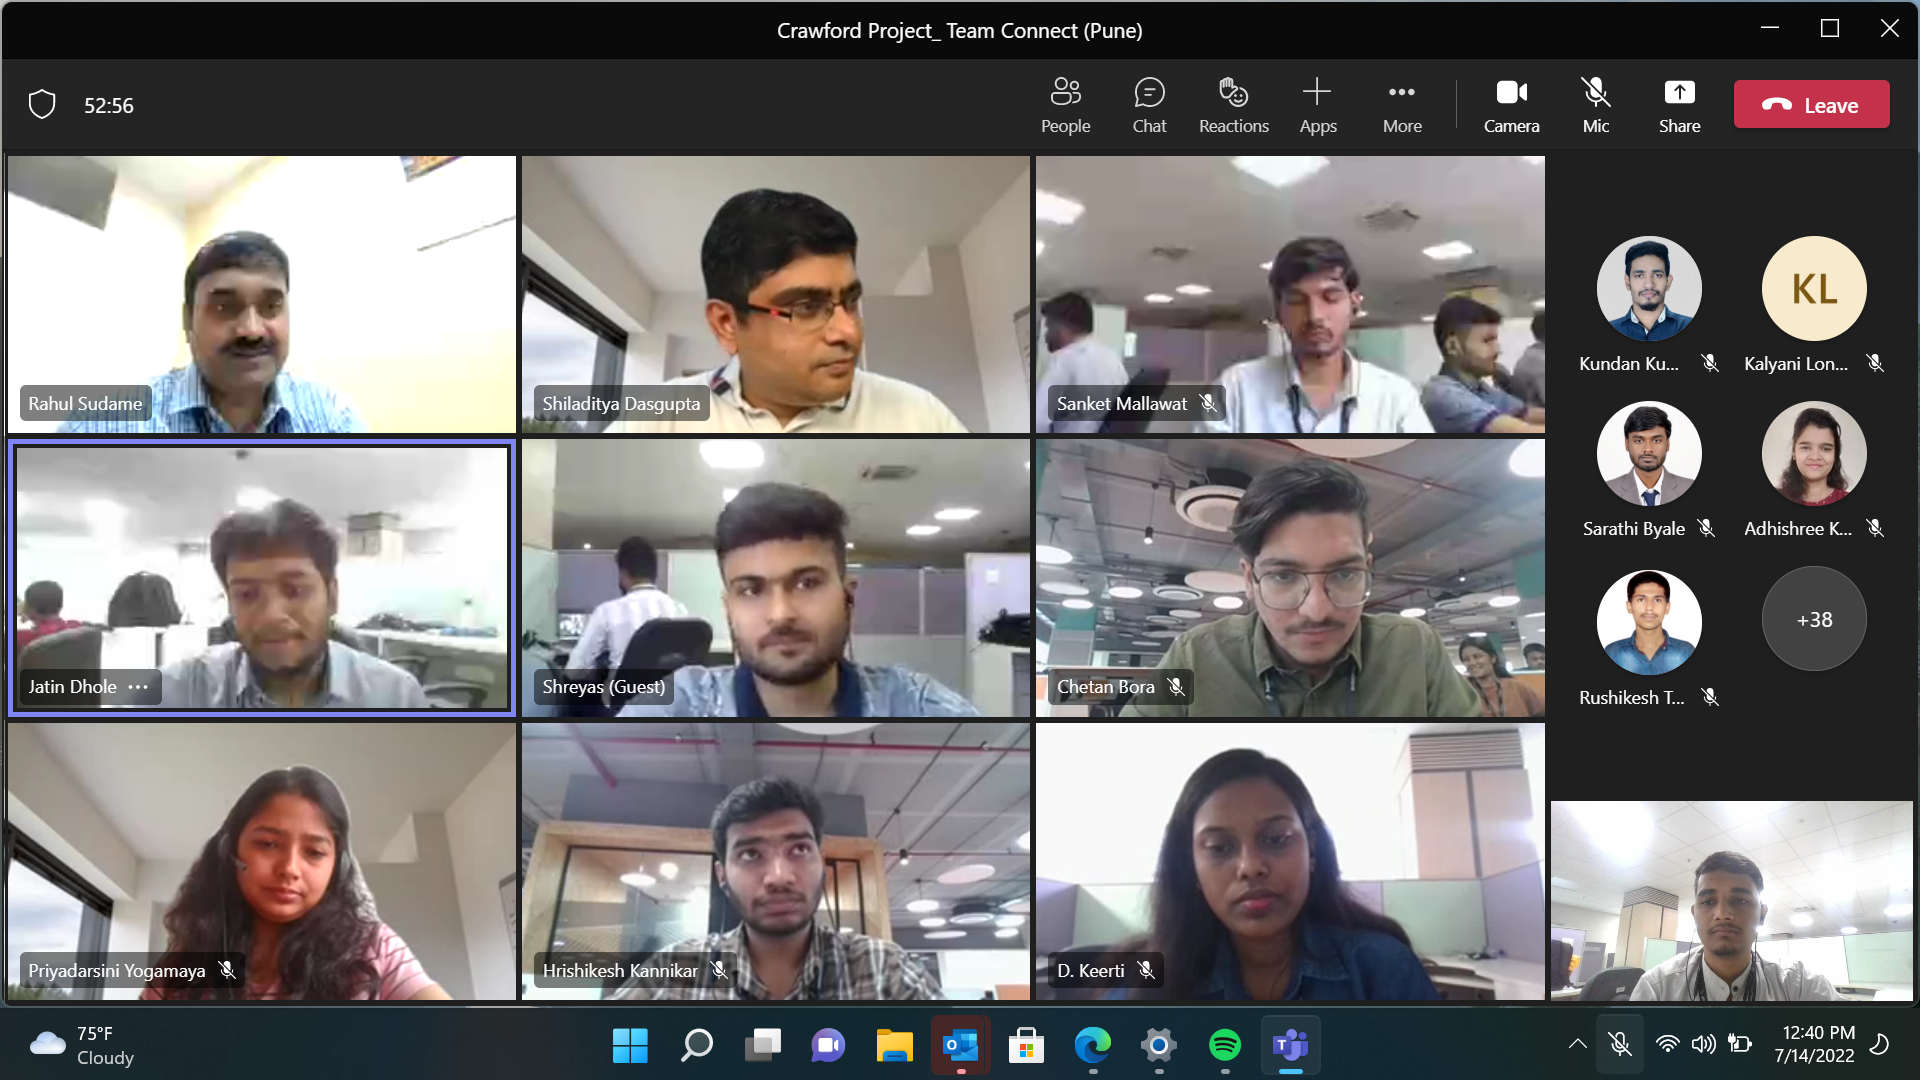 Crawford Project_ Team Connect (Pune)
52:56
People
Chat
Reactions
Apps
More
Camera
Mic
Share
Leave
Rahul Sudame
Shiladitya Dasgupta
Sanket Mallawat
Kundan Ku...
KL
Kalyani Lon...
Sarathi Byale
Adhishree K...
Jatin Dhole ...
Shreyas (Guest)
Chetan Bora
Rushikesh T...
+38
Priyadarsini Yogamaya
Hrishikesh Kannikar
D. Keerti
75°F
Cloudy
12:40 PM
7/14/2022